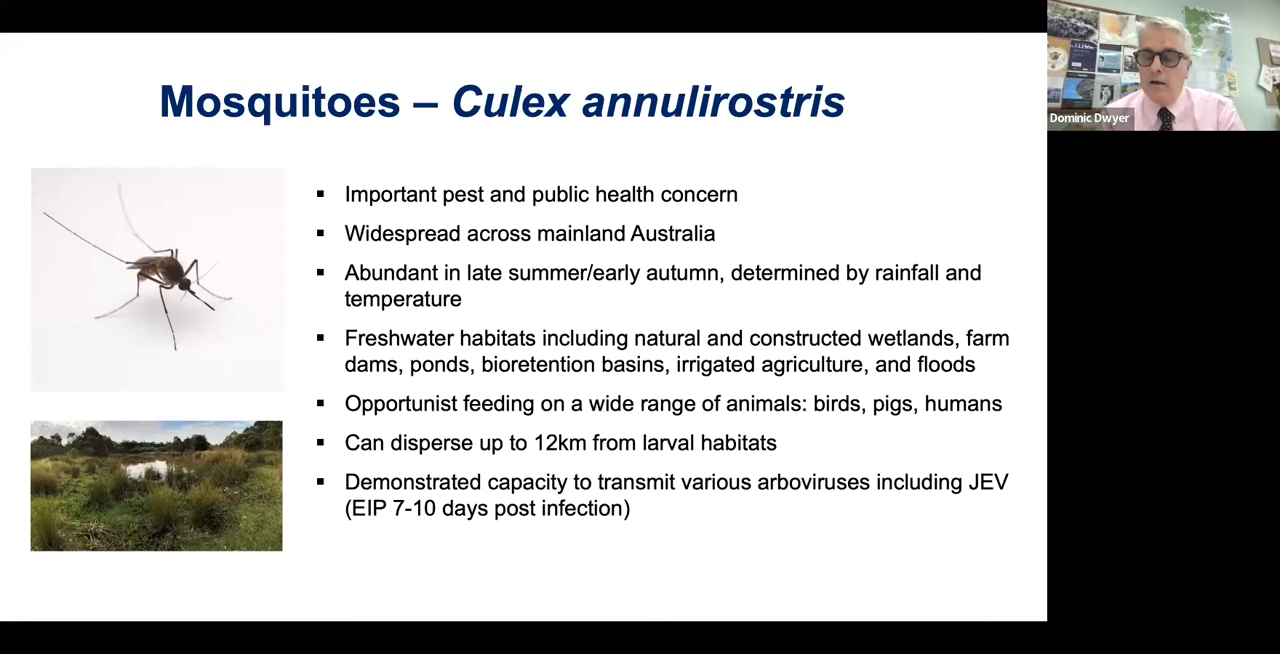 Mosquitoes – Culex annulirostris
Dominic Dwyer
▪ Important pest and public health concern
▪ Widespread across mainland Australia
▪ Abundant in late summer/early autumn, determined by rainfall and
temperature
▪ Freshwater habitats including natural and constructed wetlands, farm
dams, ponds, bioretention basins, irrigated agriculture, and floods
▪ Opportunist feeding on a wide range of animals: birds, pigs, humans
▪ Can disperse up to 12km from larval habitats
▪ Demonstrated capacity to transmit various arboviruses including JEV
(EIP 7-10 days post infection)